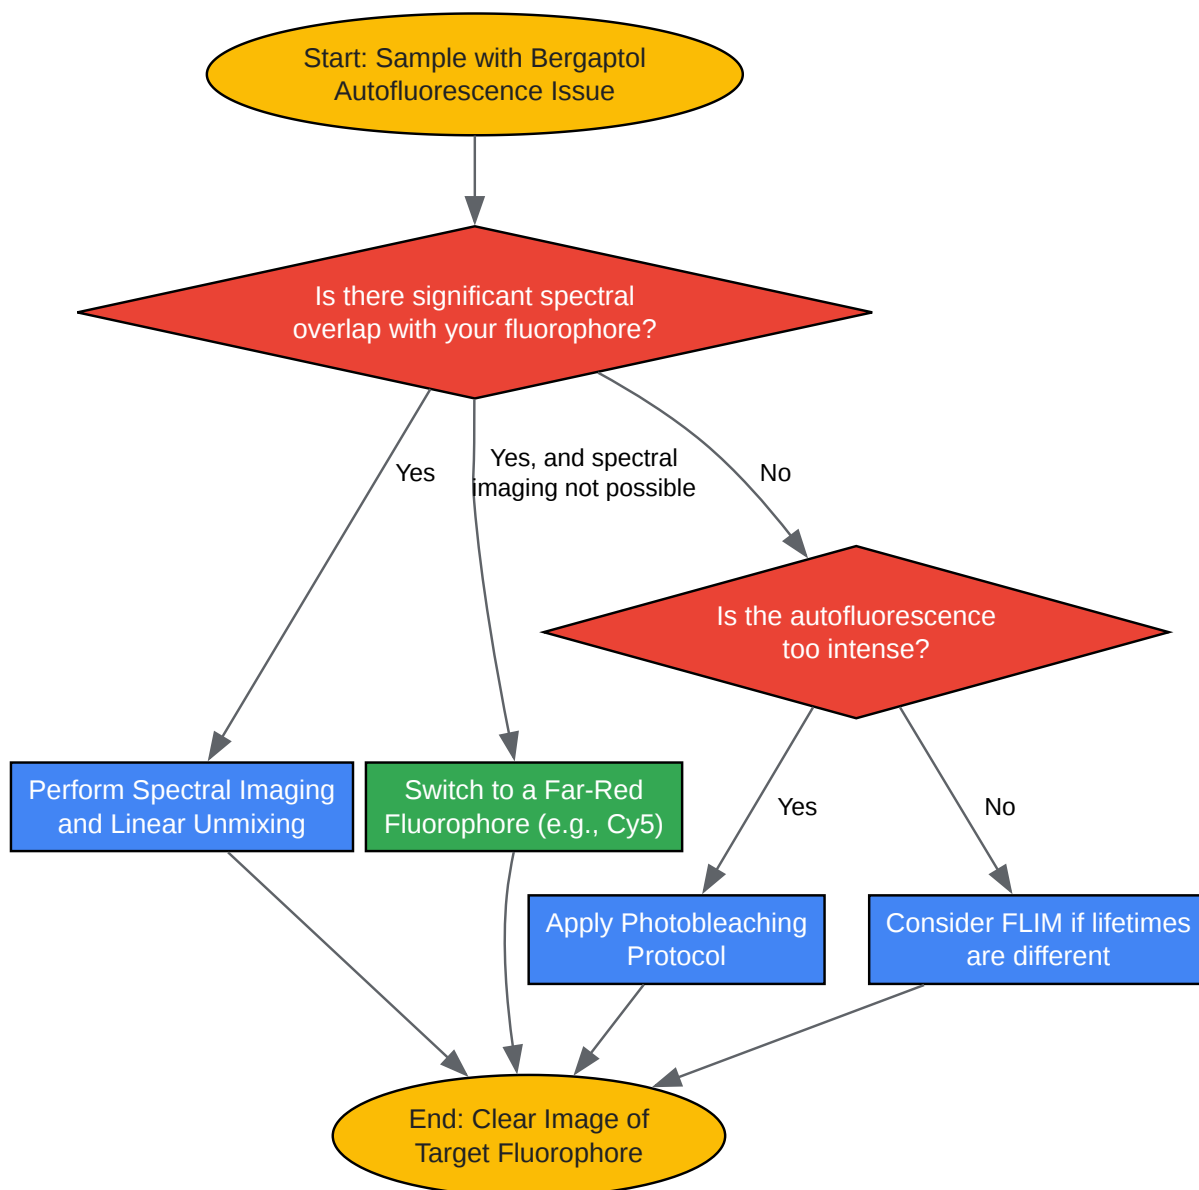 Start: Sample with Bergaptol
Autofluorescence Issue
Is there significant spectral
overlap with your fluorophore?
Yes
Yes, and spectral
imaging not possible
No
Is the autofluorescence
too intense?
Perform Spectral Imaging
and Linear Unmixing
Switch to a Far-Red
Fluorophore (e.g., Cy5)
Yes
No
Apply Photobleaching
Protocol
Consider FLIM if lifetimes
are different
End: Clear Image of
Target Fluorophore